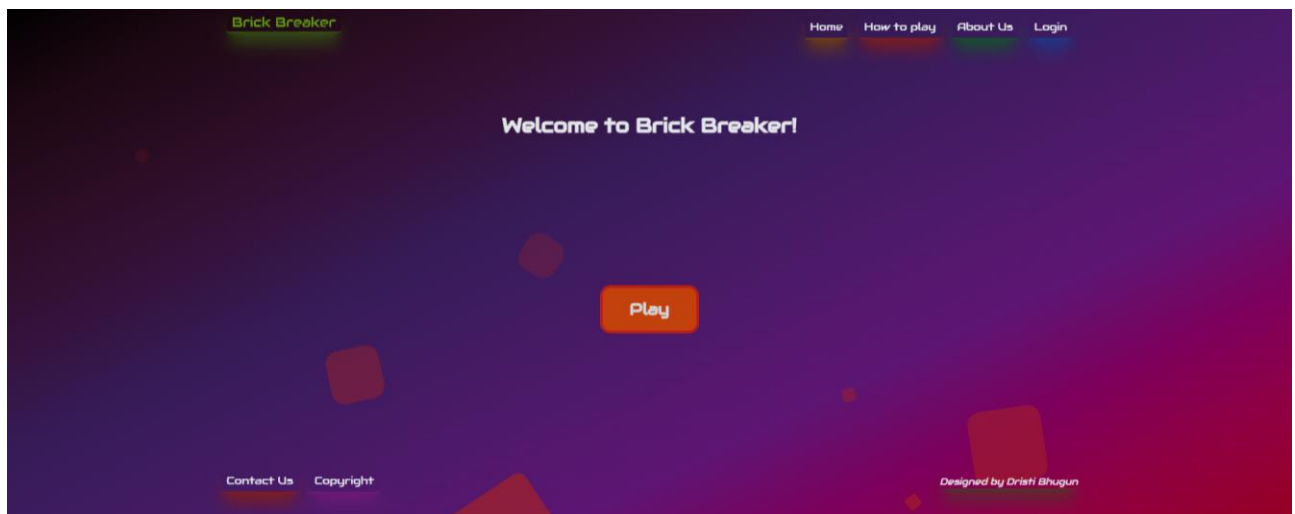 Brick Breaker
Home How to play About Us Login
Welcome to Brick Breaker!
Play
Contact Us Copyright
Designed by Dristi Bhugun